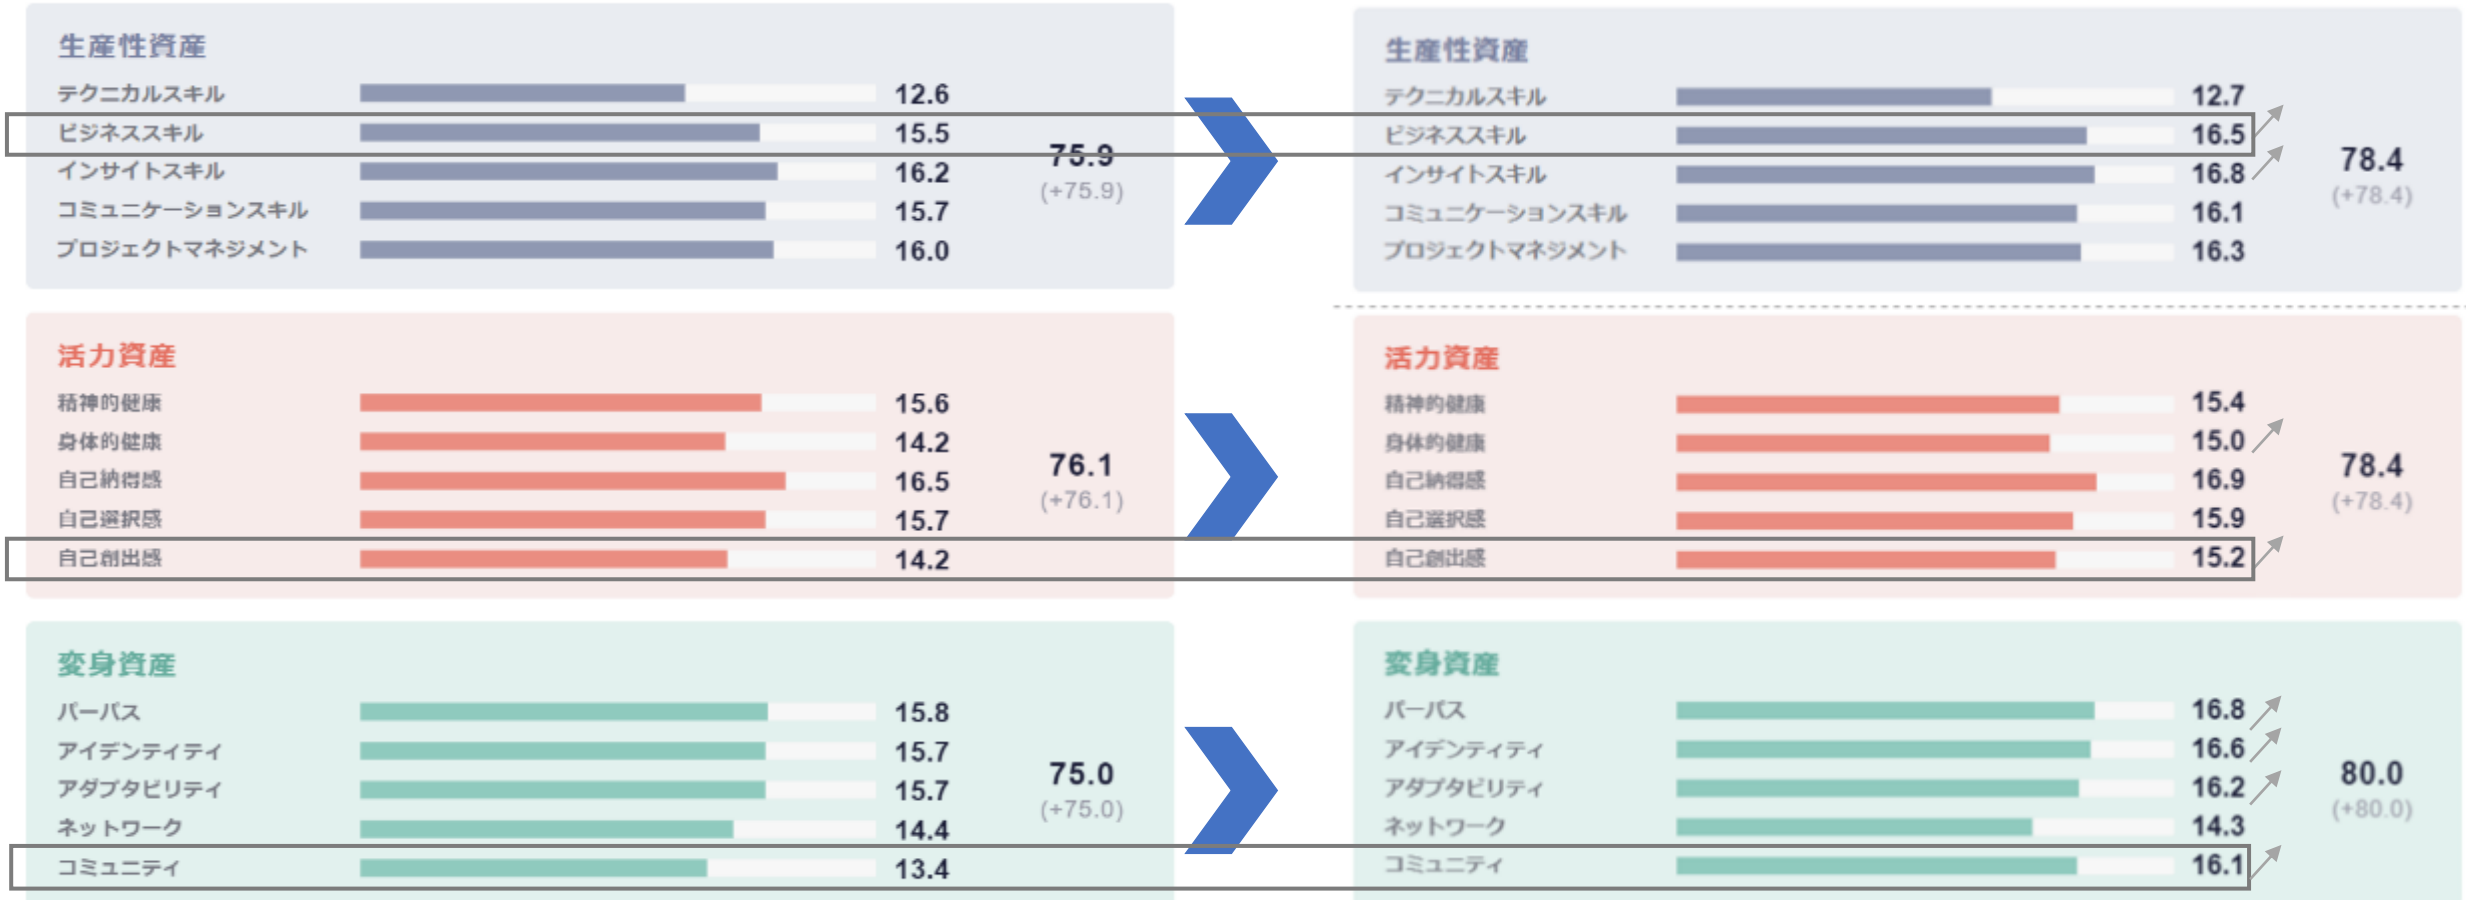 生産性資産
テクニカルスキル 12.6
ビジネススキル 15.5
インサイトスキル 16.2
コミュニケーションスキル 15.7
プロジェクトマネジメント 16.0
75.9
(+75.9)
生産性資産
テクニカルスキル 12.7
ビジネススキル 16.5
インサイトスキル 16.8
コミュニケーションスキル 16.1
プロジェクトマネジメント 16.3
78.4
(+78.4)
活力資産
精神的健康 15.6
身体的健康 14.2
自己納得感 16.5
自己選択感 15.7
自己創出感 14.2
76.1
(+76.1)
活力資産
精神的健康 15.4
身体的健康 15.0
自己納得感 16.9
自己選択感 15.9
自己創出感 15.2
78.4
(+78.4)
変身資産
パーパス 15.8
アイデンティティ 15.7
アダプタビリティ 15.7
ネットワーク 14.4
コミュニティ 13.4
75.0
(+75.0)
変身資産
パーパス 16.8
アイデンティティ 16.6
アダプタビリティ 16.2
ネットワーク 14.3
コミュニティ 16.1
80.0
(+80.0)